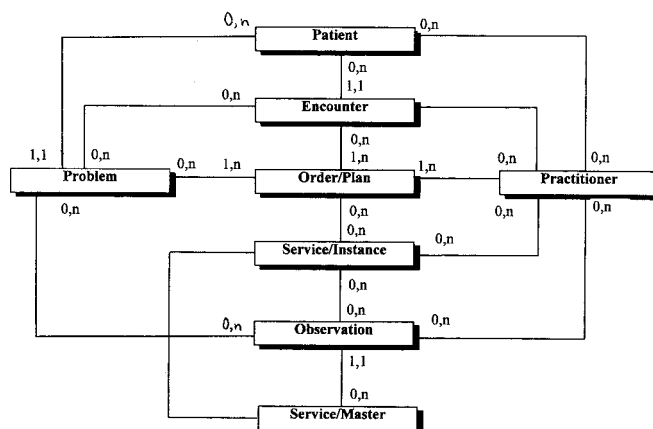 0,n
0,n
Patient
0,n
1,1
0,n
Encounter
0,n
1,1
0,n
0,n
1,n
1,n
1,n
0,n
0,n
Problem
Order/Plan
Practitioner
0,n
0,n
0,n
0,n
0,n
0,n
Service/Instance
0,n
0,n
0,n
0,n
Observation
1,1
0,n
Service/Master